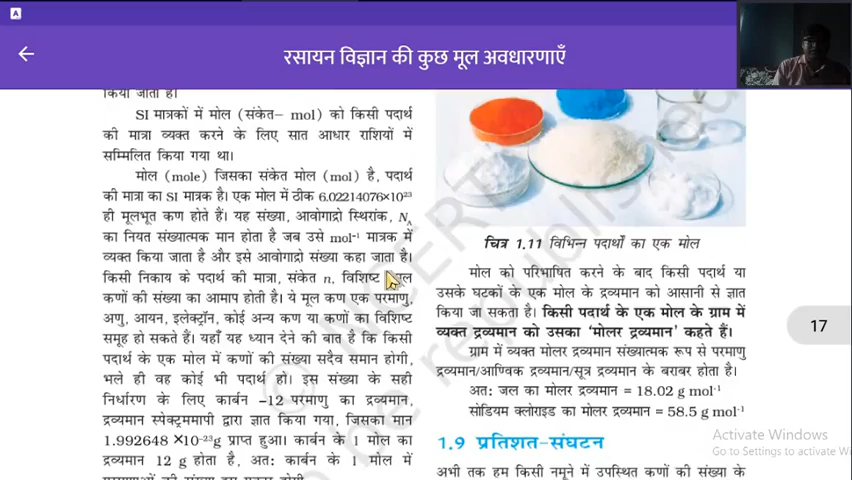 A
रसायन विज्ञान की कुछ मूल अवधारणाएँ
किया जाता है।
SI मात्रकों में मोल (संकेत– mol) को किसी पदार्थ
की मात्रा व्यक्त करने के लिए सात आधार राशियों में
सम्मिलित किया गया था।
मोल (mole) जिसका संकेत मोल (mol) है, पदार्थ
की मात्रा का SI मात्रक है। एक मोल में ठीक 6.02214076×10²³
ही मूलभूत कण होते हैं। यह संख्या, आवोगाद्रो स्थिरांक, N_A
का नियत संख्यात्मक मान होता है जब उसे mol⁻¹ मात्रक में
व्यक्त किया जाता है और इसे आवोगाद्रो संख्या कहा जाता है।
किसी निकाय के पदार्थ की मात्रा, संकेत n, विशिष्ट
कणों की संख्या का आमाप होती है। ये मूल कण एक परमाणु,
अणु, आयन, इलेक्ट्रॉन, कोई अन्य कण या कणों का विशिष्ट
समूह हो सकते हैं। यहाँ यह ध्यान देने की बात है कि किसी
पदार्थ के एक मोल में कणों की संख्या सदैव समान होगी,
भले ही वह कोई भी पदार्थ हो। इस संख्या के सही
निर्धारण के लिए कार्बन –12 परमाणु का द्रव्यमान,
द्रव्यमान स्पेक्ट्रममापी द्वारा ज्ञात किया गया, जिसका मान
1.992648 ×10⁻²³g प्राप्त हुआ। कार्बन के 1 मोल का
द्रव्यमान 12 g होता है, अतः कार्बन के 1 मोल में
चित्र 1.11 विभिन्न पदार्थों का एक मोल
मोल को परिभाषित करने के बाद किसी पदार्थ या
उसके घटकों के एक मोल के द्रव्यमान को आसानी से ज्ञात
किया जा सकता है। किसी पदार्थ के एक मोल के ग्राम में
व्यक्त द्रव्यमान को उसका ‘मोलर द्रव्यमान’ कहते हैं।
ग्राम में व्यक्त मोलर द्रव्यमान संख्यात्मक रूप से परमाणु
द्रव्यमान/आण्विक द्रव्यमान/सूत्र द्रव्यमान के बराबर होता है।
अतः जल का मोलर द्रव्यमान = 18.02 g mol⁻¹
सोडियम क्लोराइड का मोलर द्रव्यमान = 58.5 g mol⁻¹
1.9 प्रतिशत-संघटन
अभी तक हम किसी नमूने में उपस्थित कणों की संख्या के
17
Activate Windows
Go to Settings to activate W
© NCERT
be republished